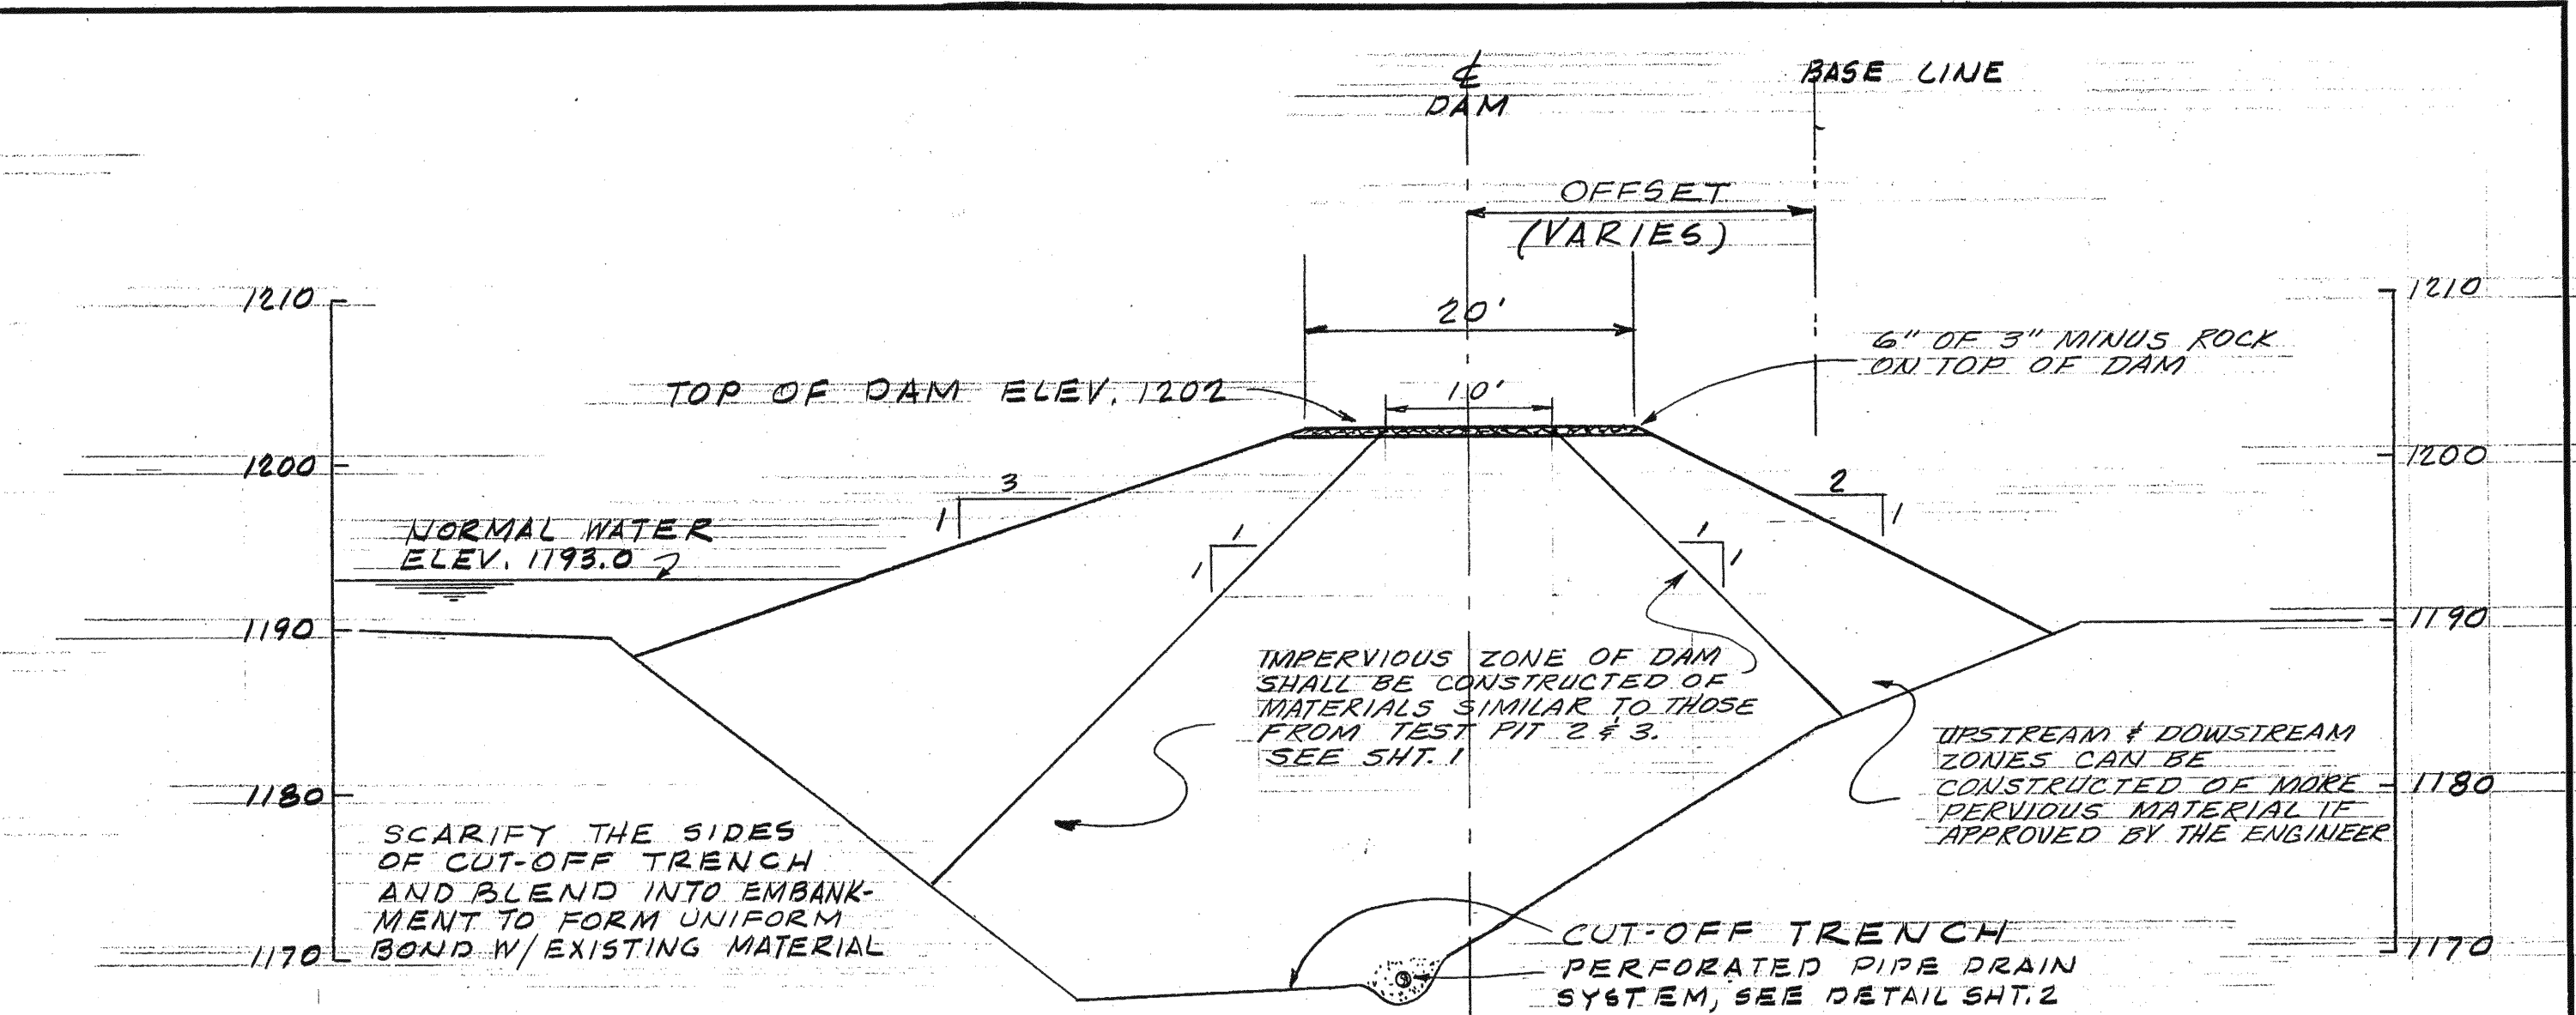 ℄
DAM
BASE LINE
OFFSET
(VARIES)
1210
1210
20'
6" OF 3" MINUS ROCK
ON TOP OF DAM
TOP OF DAM ELEV. 1202
10'
1200
1200
3
1
2
1
NORMAL WATER
ELEV. 1193.0
1
1
1
1
1190
1190
IMPERVIOUS ZONE OF DAM
SHALL BE CONSTRUCTED OF
MATERIALS SIMILAR TO THOSE
FROM TEST PIT 2 & 3.
SEE SHT. 1
UPSTREAM & DOWSTREAM
ZONES CAN BE
CONSTRUCTED OF MORE
PERVIOUS MATERIAL IF
APPROVED BY THE ENGINEER
1180
1180
SCARIFY THE SIDES
OF CUT-OFF TRENCH
AND BLEND INTO EMBANK-
MENT TO FORM UNIFORM
BOND W/ EXISTING MATERIAL
1170
1170
CUT-OFF TRENCH
PERFORATED PIPE DRAIN
SYSTEM, SEE DETAIL SHT. 2